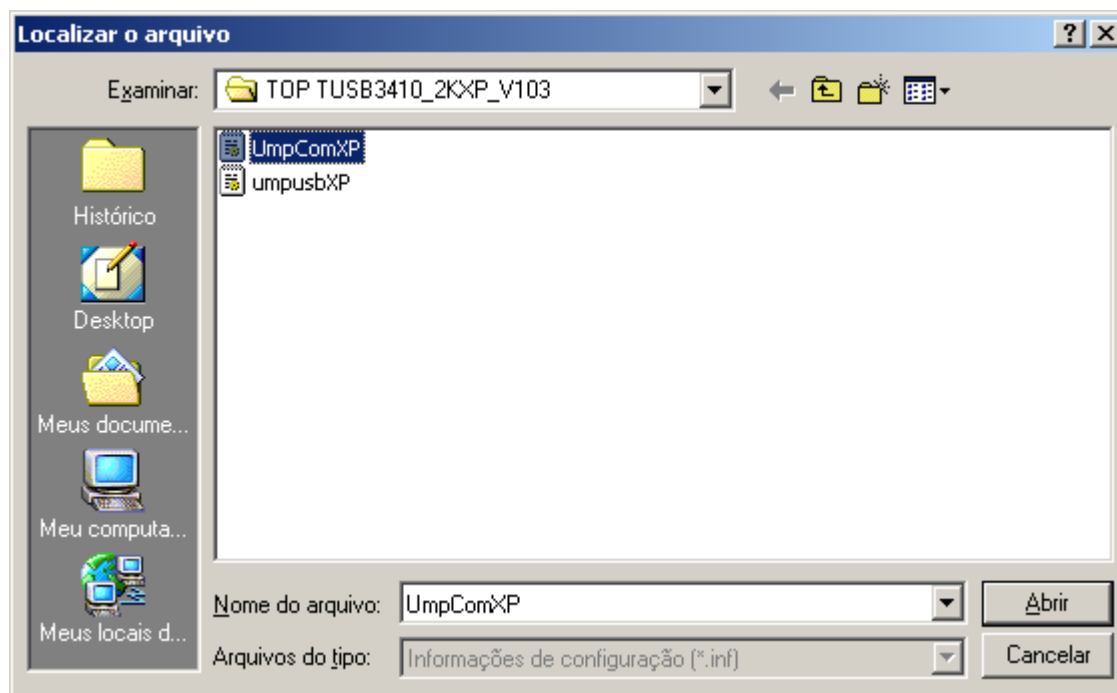 Localizar o arquivo
Examinar:
TOP TUSB3410_2KXP_V103
UmpComXP
umpusbXP
Histórico
Desktop
Meus docume...
Meu computa...
Meus locais d...
Nome do arquivo:
UmpComXP
Abrir
Arquivos do tipo:
Informações de configuração (*.inf)
Cancelar